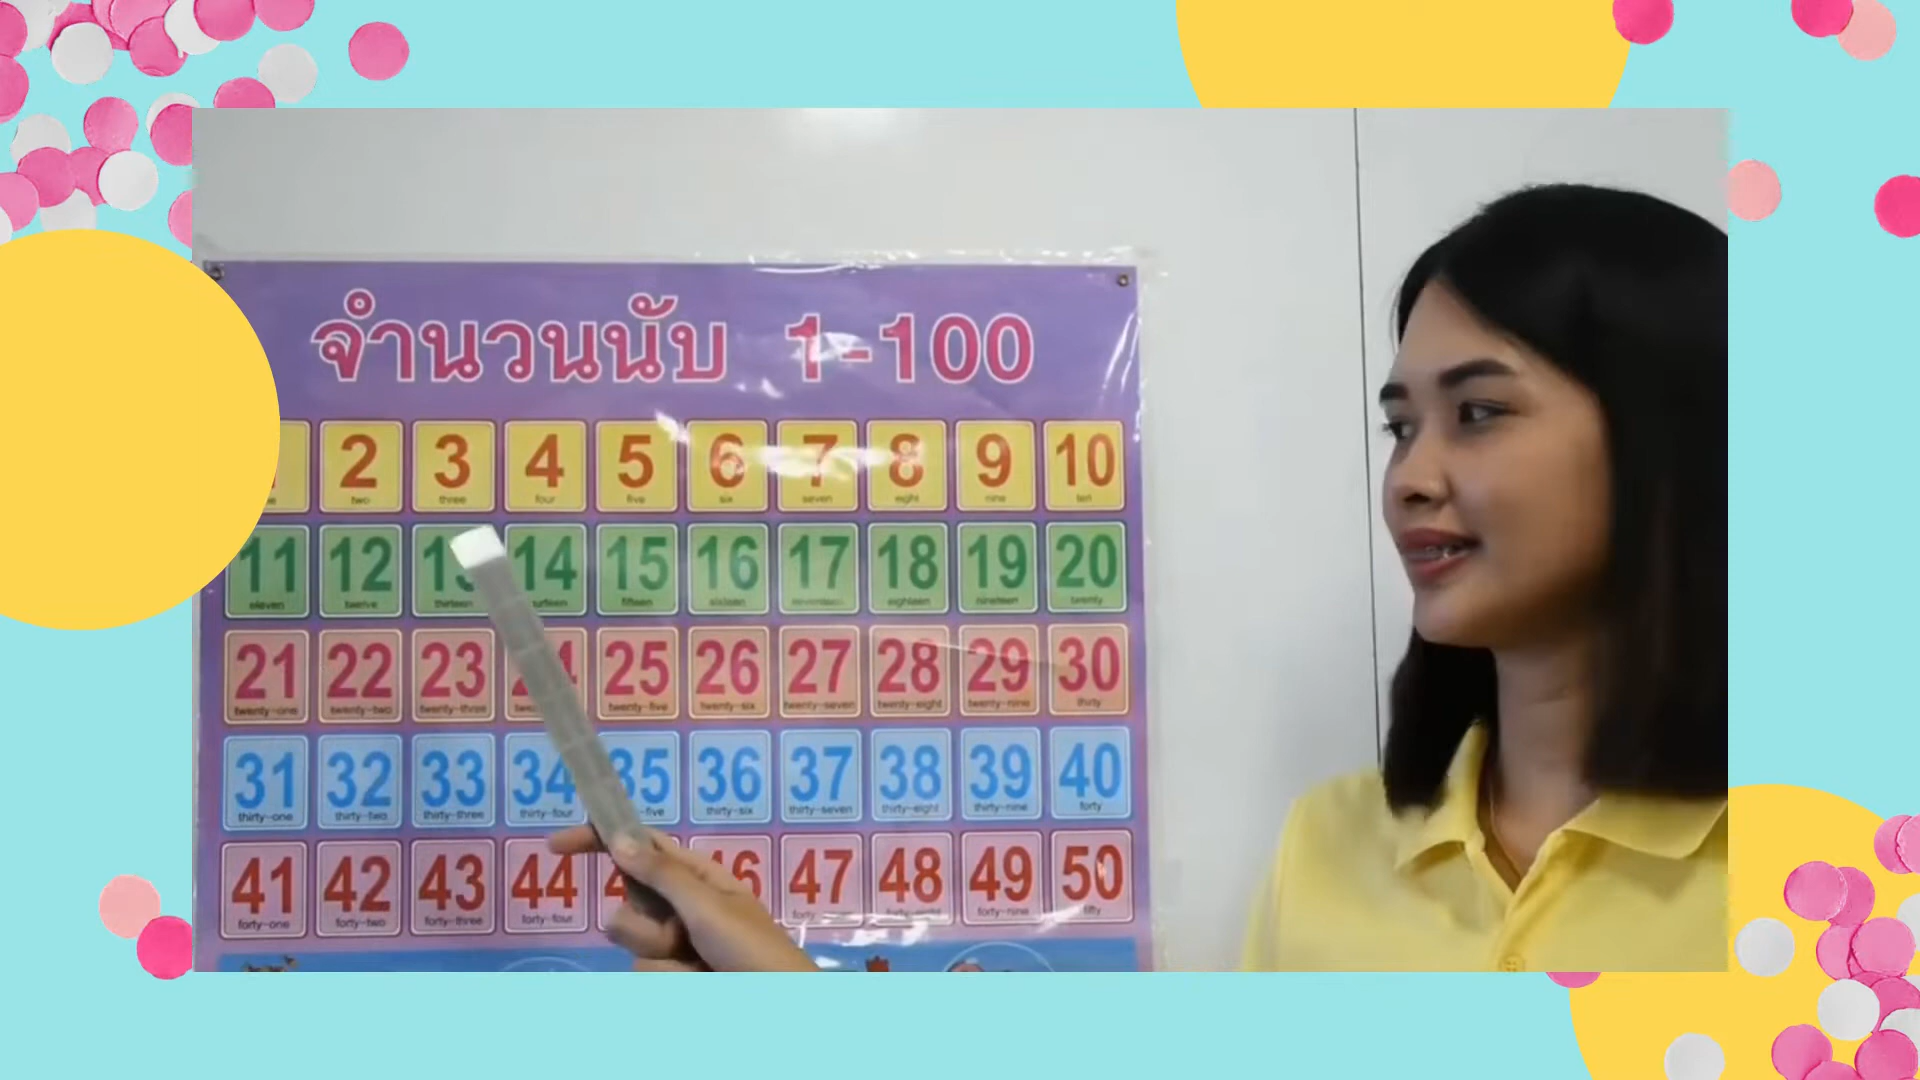 จำนวนนับ 1-100
2 3 4 5 6 7 8 9 10
two three four five six seven eight nine ten
11 12 13 14 15 16 17 18 19 20
eleven twelve thirteen fifteen sixteen seventeen eighteen nineteen twenty
21 22 23 25 26 27 28 29 30
twenty-one twenty-two twenty-three twenty-five twenty-six twenty-seven twenty-eight twenty-nine thirty
31 32 33 34 35 36 37 38 39 40
thirty-one thirty-two thirty-three thirty-four -five thirty-six thirty-seven thirty-eight thirty-nine forty
41 42 43 44 47 48 49 50
forty-one forty-two forty-three forty-four forty-eight forty-nine fifty